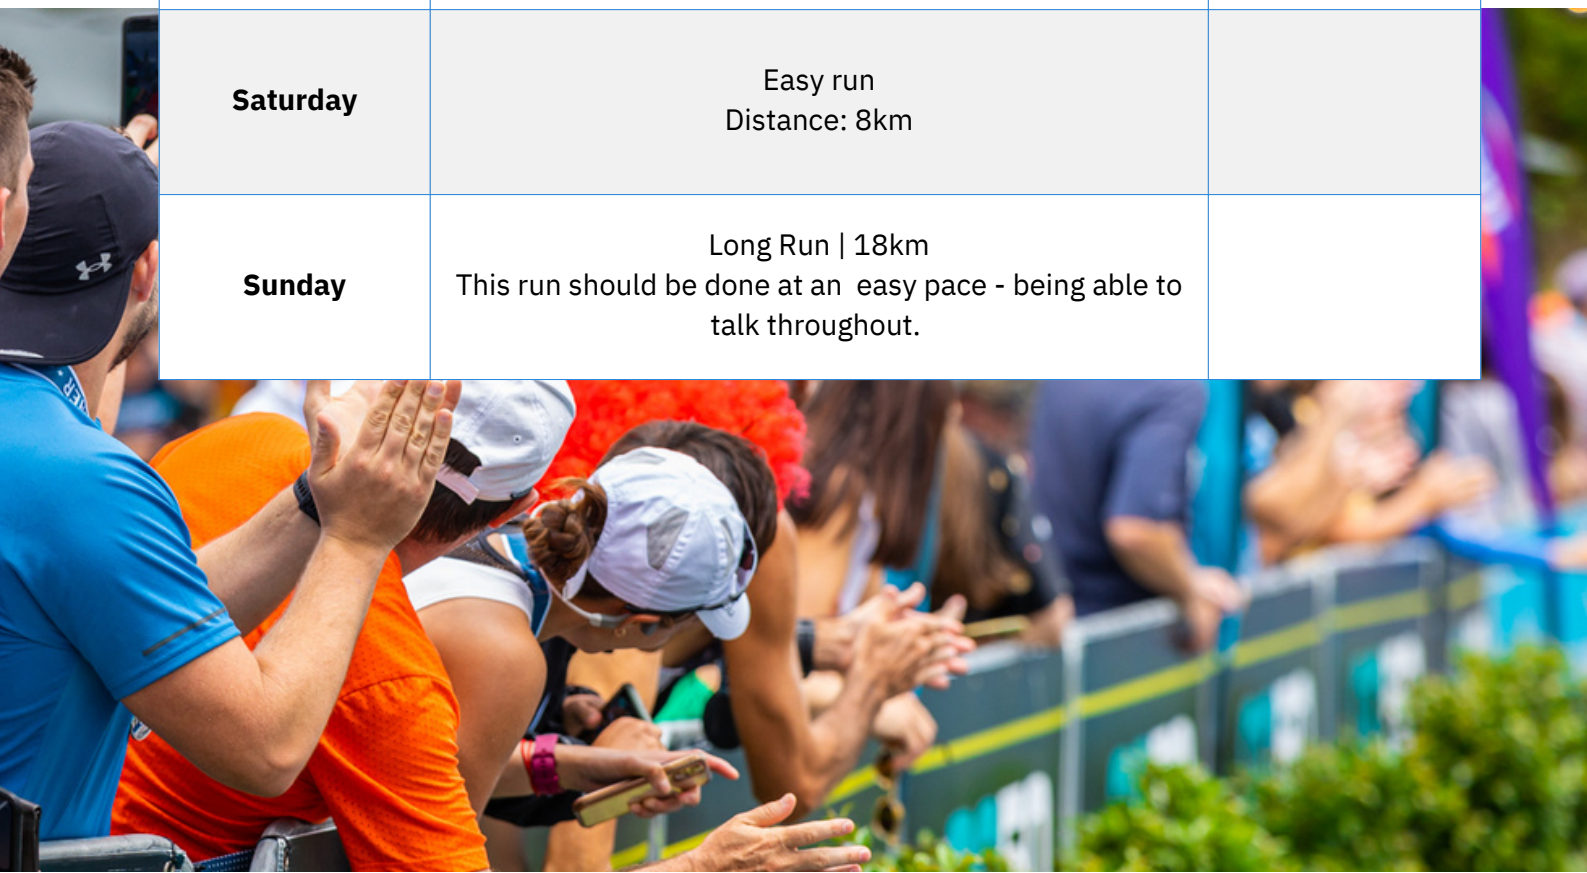 Saturday
Easy run
Distance: 8km
Sunday
Long Run | 18km
This run should be done at an  easy pace - being able to
talk throughout.